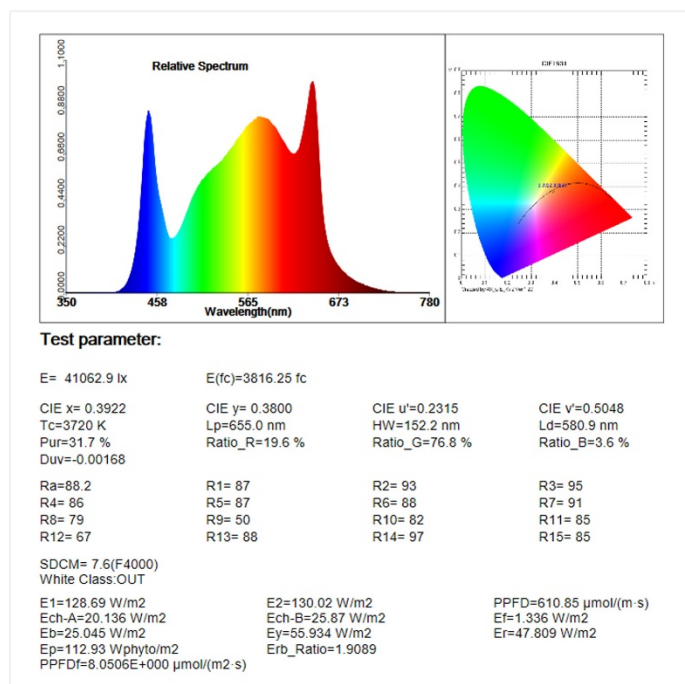 Relative Spectrum
CIE1931
1.1000
0.8800
0.6600
0.4400
0.2200
0.0000
350 458 565 673 780
Wavelength(nm)
Test parameter:
E= 41062.9 lx E(fc)=3816.25 fc
CIE x= 0.3922 CIE y= 0.3800 CIE u'=0.2315 CIE v'=0.5048
Tc=3720 K Lp=655.0 nm HW=152.2 nm Ld=580.9 nm
Pur=31.7 % Ratio_R=19.6 % Ratio_G=76.8 % Ratio_B=3.6 %
Duv=-0.00168
Ra=88.2 R1= 87 R2= 93 R3= 95
R4= 86 R5= 87 R6= 88 R7= 91
R8= 79 R9= 50 R10= 82 R11= 85
R12= 67 R13= 88 R14= 97 R15= 85
SDCM= 7.6(F4000)
White Class:OUT
E1=128.69 W/m2 E2=130.02 W/m2 PPFD=610.85 μmol/(m·s)
Ech-A=20.136 W/m2 Ech-B=25.87 W/m2 Ef=1.336 W/m2
Eb=25.045 W/m2 Ey=55.934 W/m2 Er=47.809 W/m2
Ep=112.93 Wphyto/m2 Erb_Ratio=1.9089
PPFDf=8.0506E+000 μmol/(m2·s)